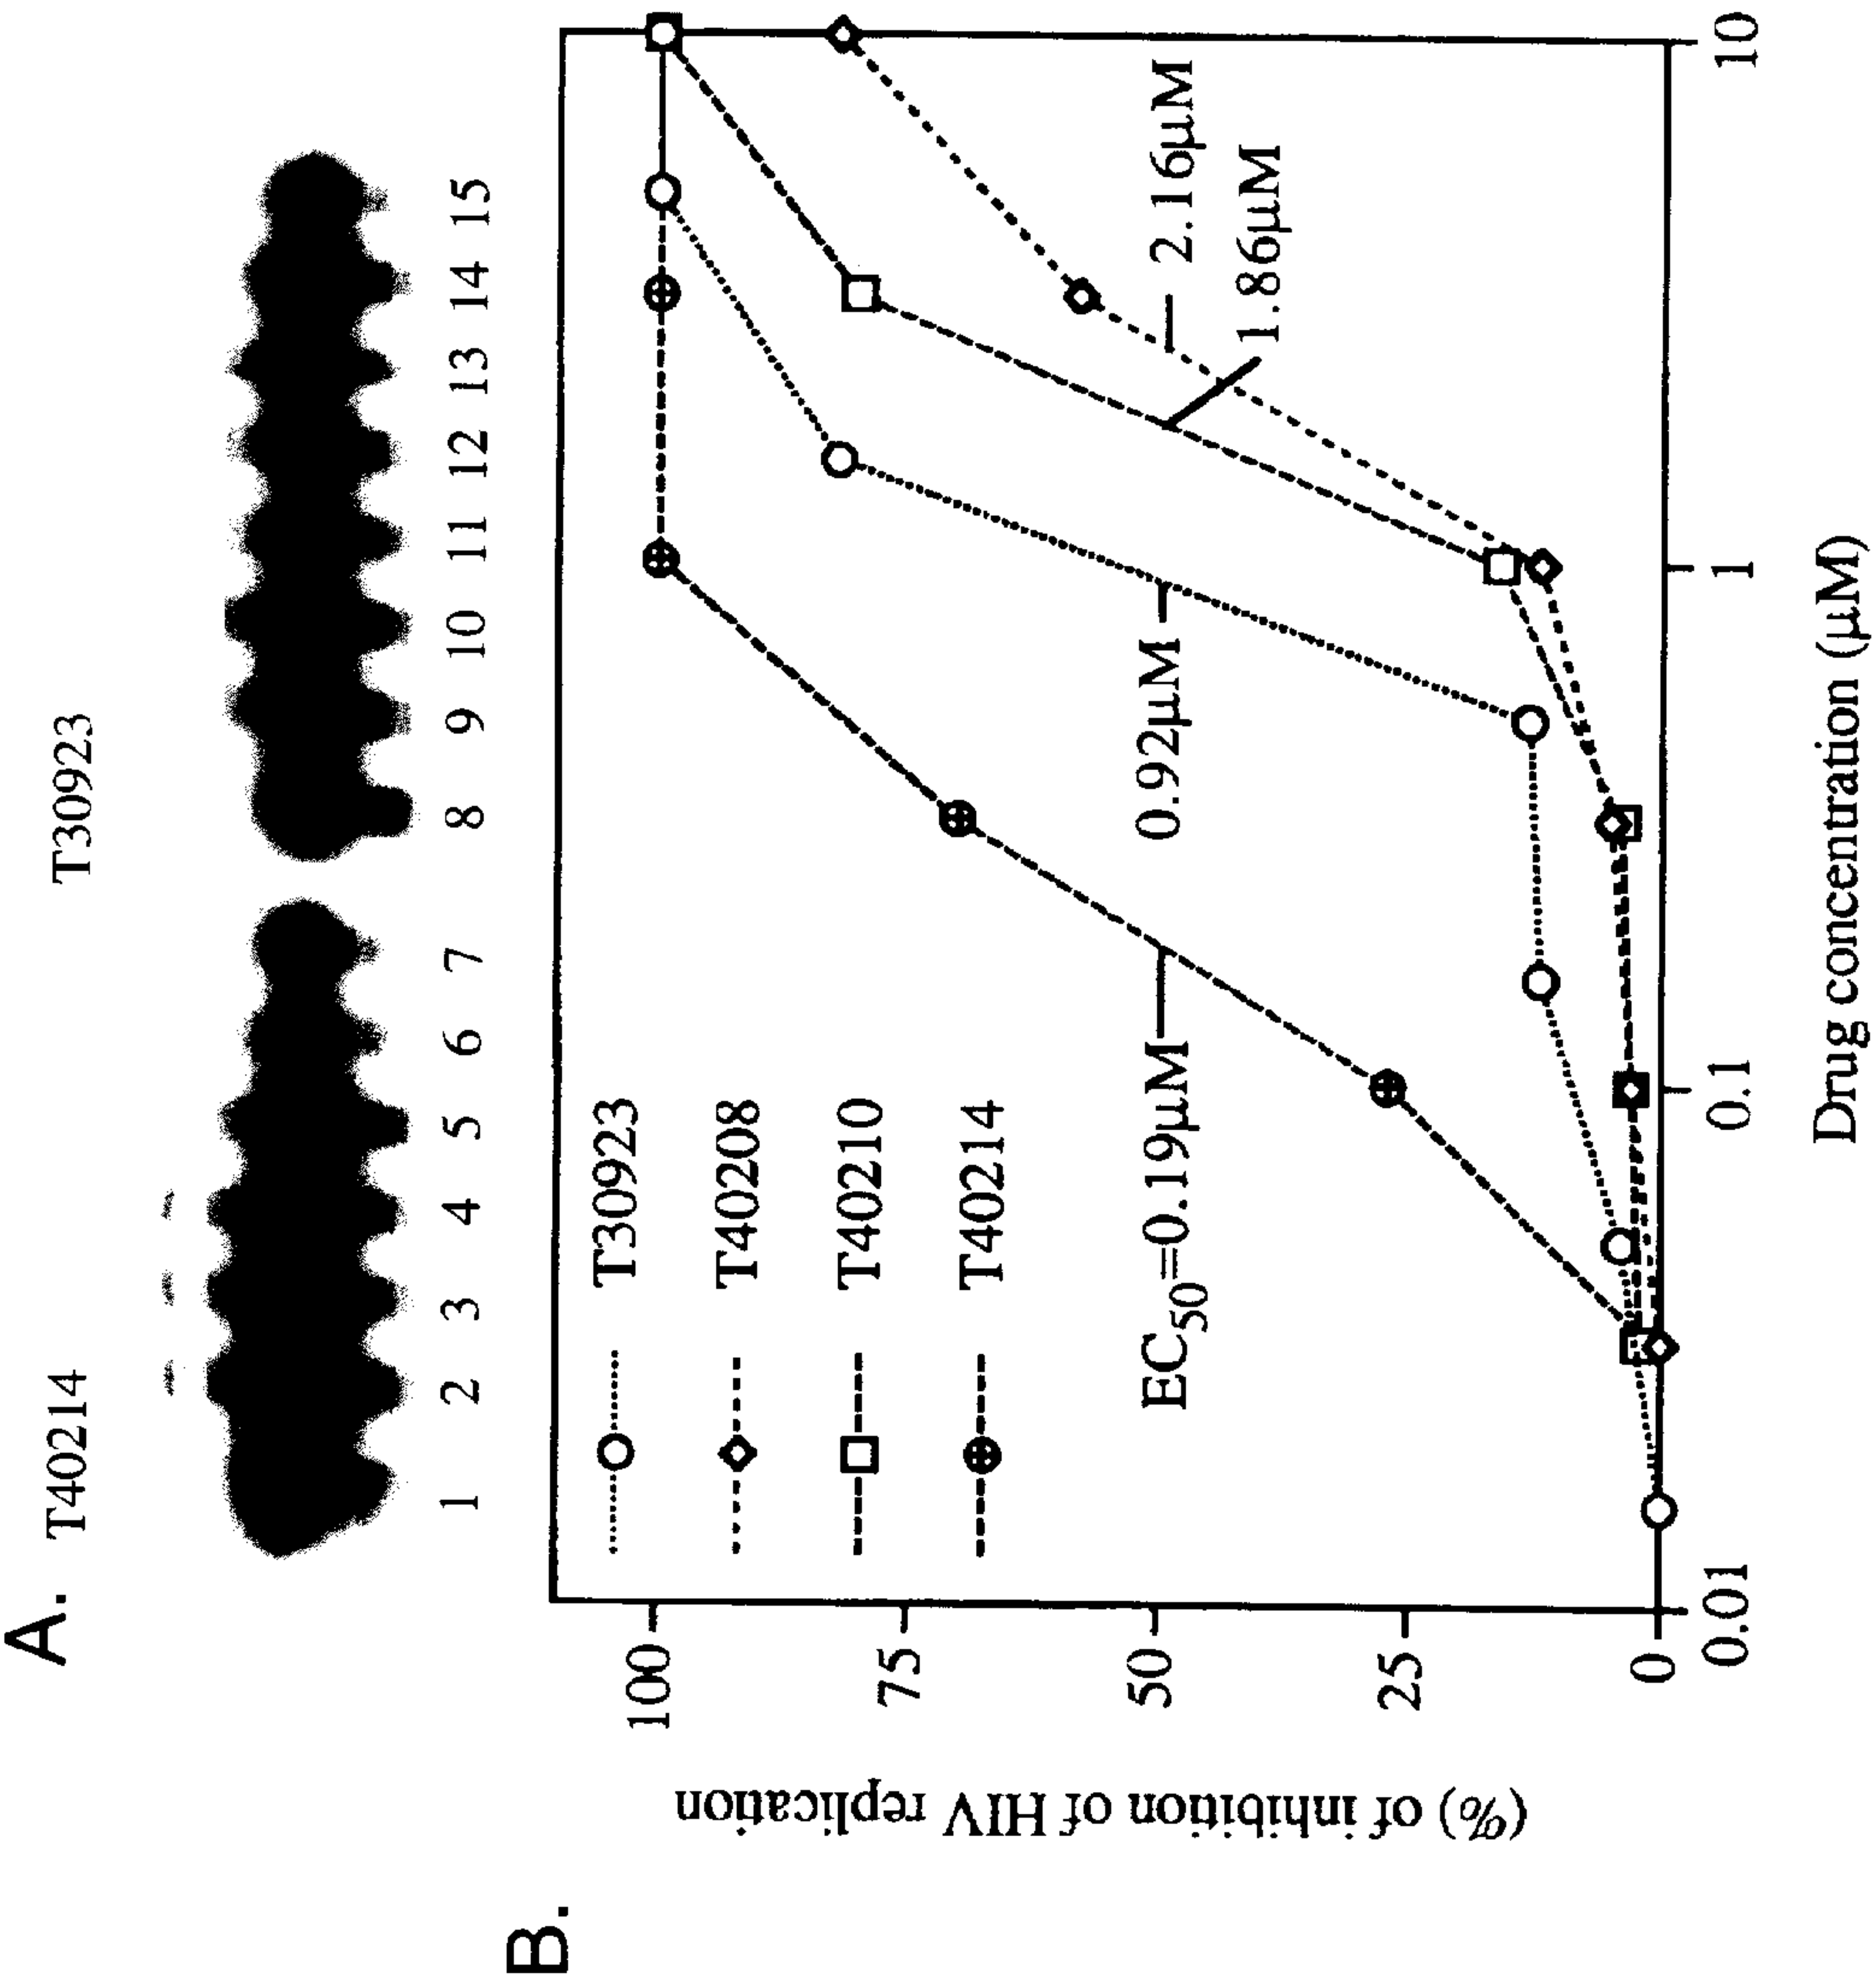 A. T40214 T30923
1 2 3 4 5 6 7 8 9 10 11 12 13 14 15
B.
(%) of inhibition of HIV replication
100
75
50
25
0
T30923
T40208
T40210
T40214
EC50=0.19μM
0.92μM
2.16μM
1.86μM
0.01 0.1 1 10
Drug concentration (μM)